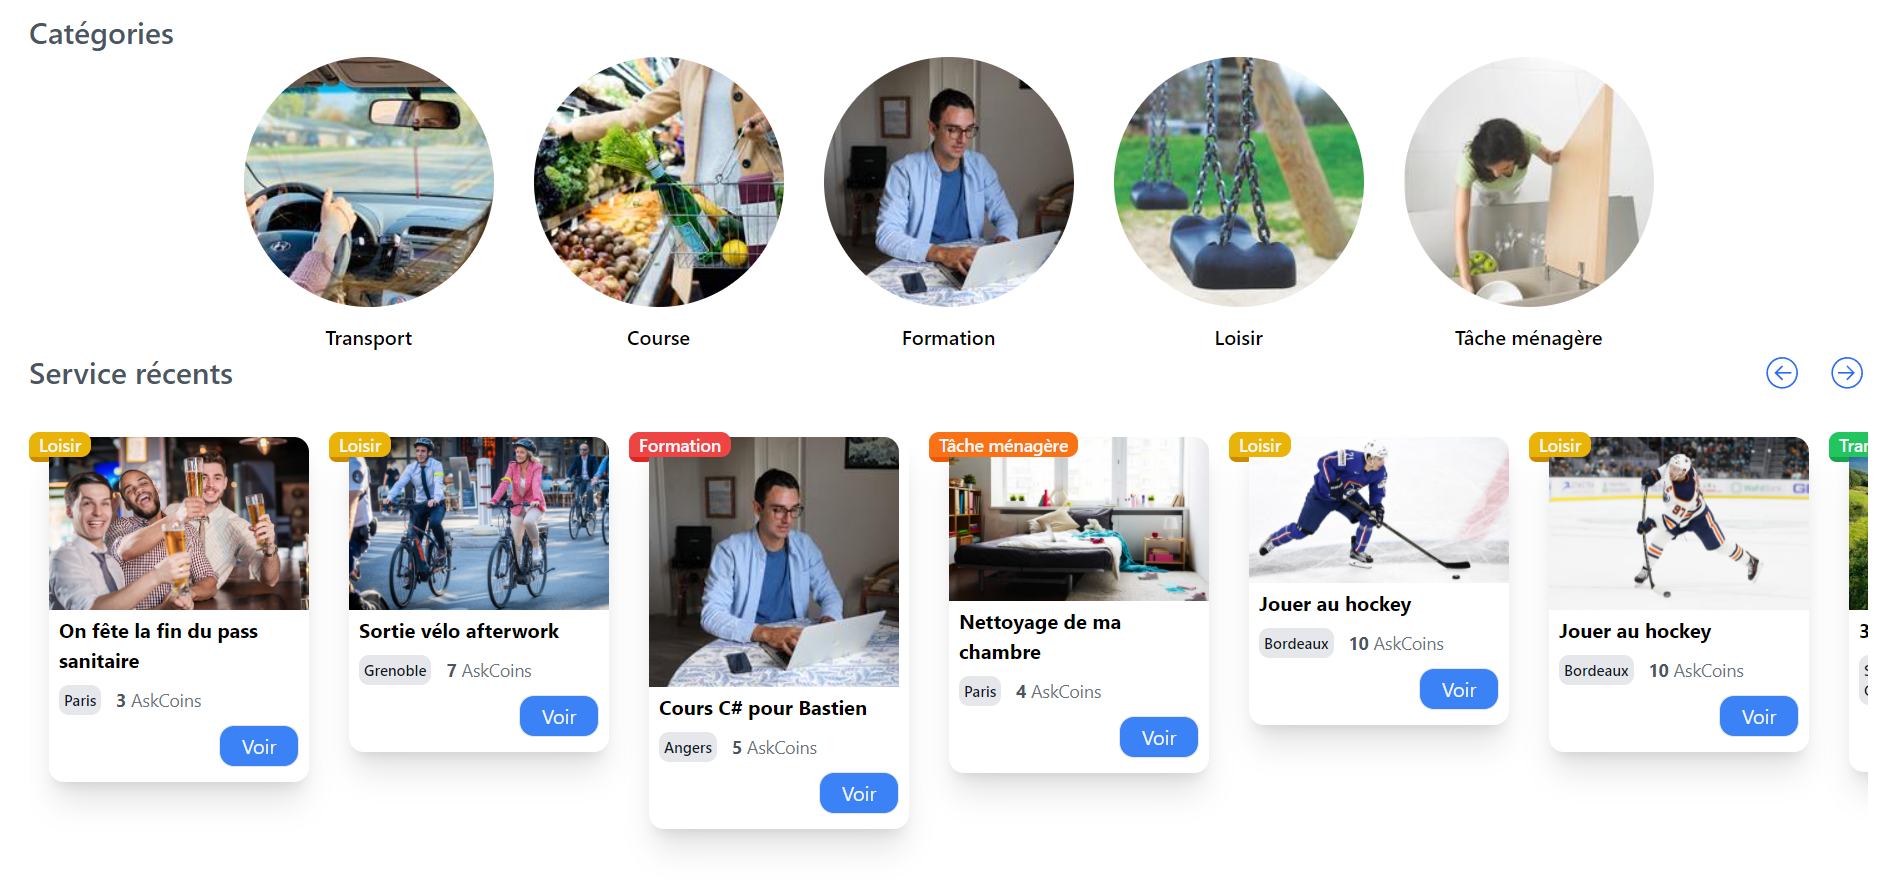 Catégories
Transport
Course
Formation
Loisir
Tâche ménagère
Service récents
Loisir
On fête la fin du pass
sanitaire
Paris 3 AskCoins
Voir
Loisir
Sortie vélo afterwork
Grenoble 7 AskCoins
Voir
Formation
Cours C# pour Bastien
Angers 5 AskCoins
Voir
Tâche ménagère
Nettoyage de ma
chambre
Paris 4 AskCoins
Voir
Loisir
Jouer au hockey
Bordeaux 10 AskCoins
Voir
Loisir
97
Jouer au hockey
Bordeaux 10 AskCoins
Voir
Tra
3